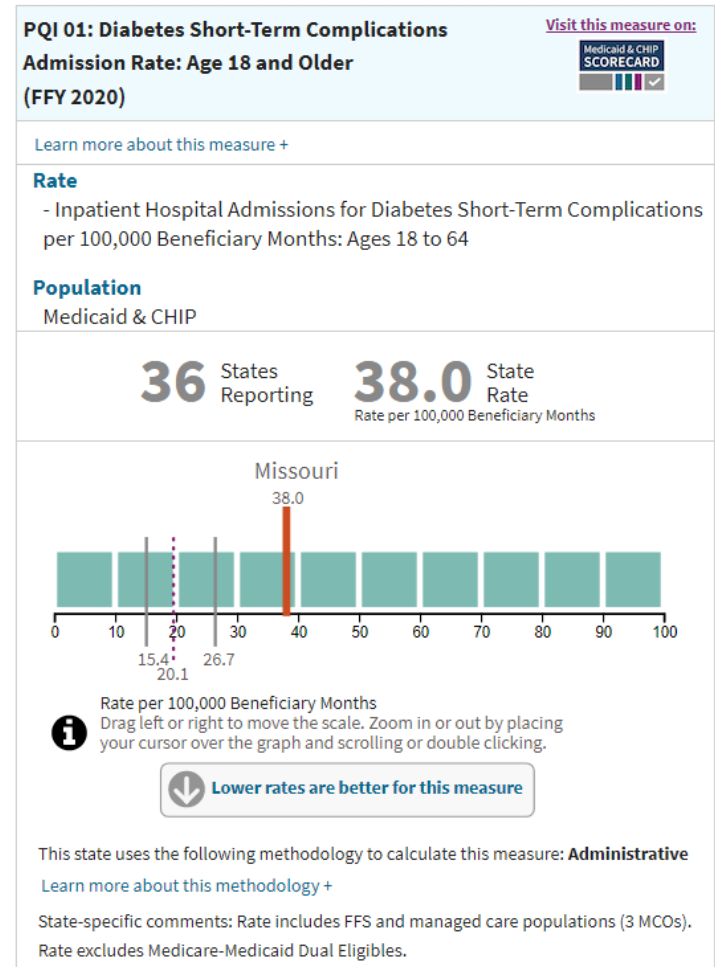 PQI 01: Diabetes Short-Term Complications
Admission Rate: Age 18 and Older
(FFY 2020)
Visit this measure on:
Medicaid & CHIP
SCORECARD
Learn more about this measure +
Rate
- Inpatient Hospital Admissions for Diabetes Short-Term Complications
per 100,000 Beneficiary Months: Ages 18 to 64
Population
Medicaid & CHIP
36 States
Reporting
38.0 State
Rate
Rate per 100,000 Beneficiary Months
Missouri
38.0
0 10 20 30 40 50 60 70 80 90 100
15.4 26.7
20.1
Rate per 100,000 Beneficiary Months
Drag left or right to move the scale. Zoom in or out by placing
your cursor over the graph and scrolling or double clicking.
Lower rates are better for this measure
This state uses the following methodology to calculate this measure: Administrative
Learn more about this methodology +
State-specific comments: Rate includes FFS and managed care populations (3 MCOs).
Rate excludes Medicare-Medicaid Dual Eligibles.